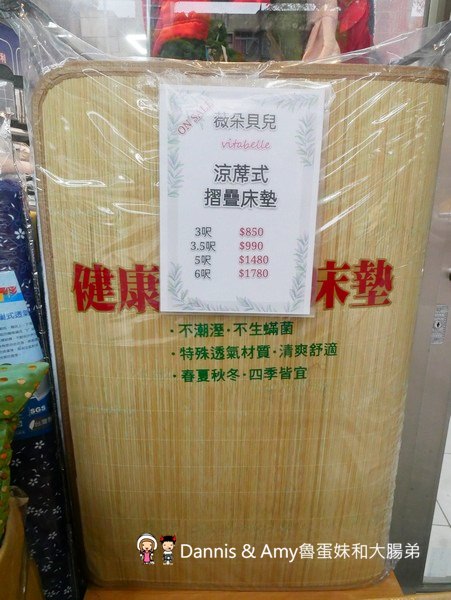 ON SALE
微朵貝兒
vitabelle
涼蓆式
摺疊床墊
3呎 $850
3.5呎 $990
5呎 $1480
6呎 $1780
健康
床墊
·不潮溼·不生蟎菌
·特殊透氣材質·清爽舒適
·春夏秋冬·四季皆宜
SGS
Dannis & Amy魯蛋妹和大腸弟